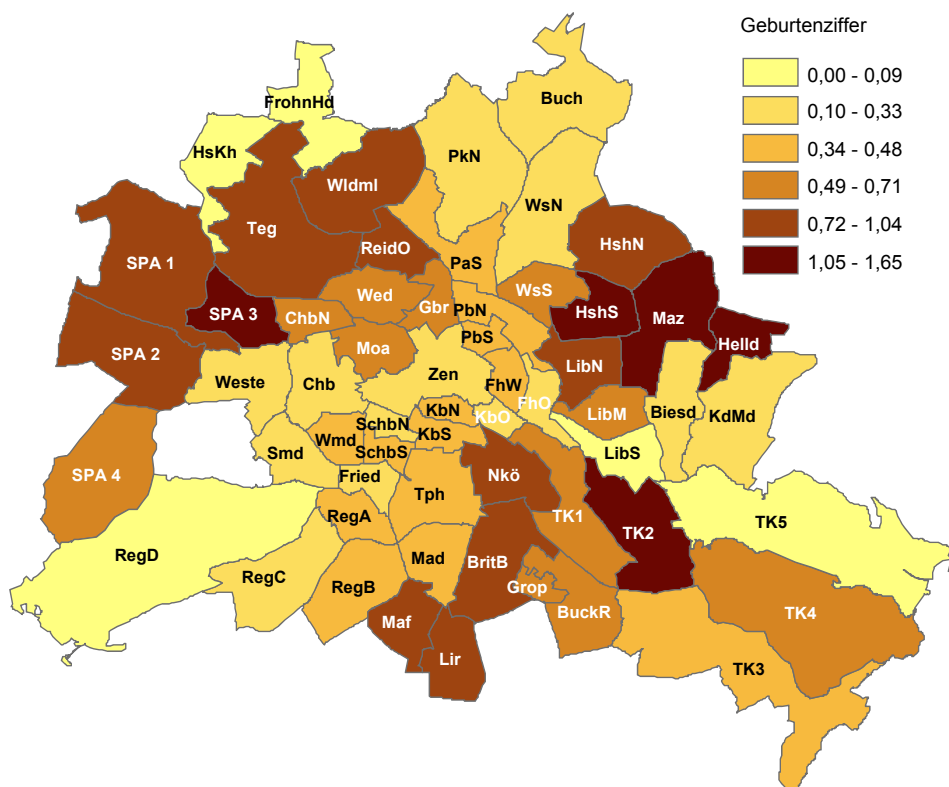 Geburtenziffer
0,00 - 0,09
0,10 - 0,33
0,34 - 0,48
0,49 - 0,71
0,72 - 1,04
1,05 - 1,65
FrohnHd
Buch
HsKh
PkN
Wldml
WsN
Teg
HshN
ReidO
SPA 1
PaS
WsS
Wed
Gbr
PbN
HshS
Maz
SPA 3
ChbN
PbS
Helld
Moa
SPA 2
Zen
LibN
Weste
Chb
FhW
FhO
KbN
KbO
LibM
Biesd
KdMd
SchbN
Wmd
KbS
Smd
SchbS
LibS
SPA 4
Fried
Nkö
Tph
RegA
TK1
TK2
TK5
RegD
Mad
BritB
RegC
RegB
Grop
BuckR
TK4
Maf
Lir
TK3